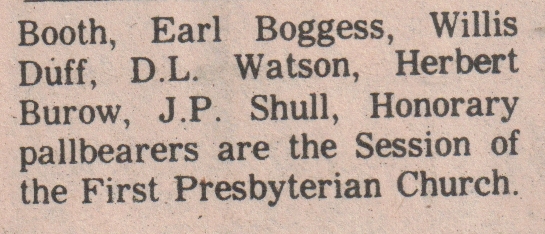 Booth, Earl Boggess, Willis
Duff, D.L. Watson, Herbert
Burow, J.P. Shull, Honorary
pallbearers are the Session of
the First Presbyterian Church.